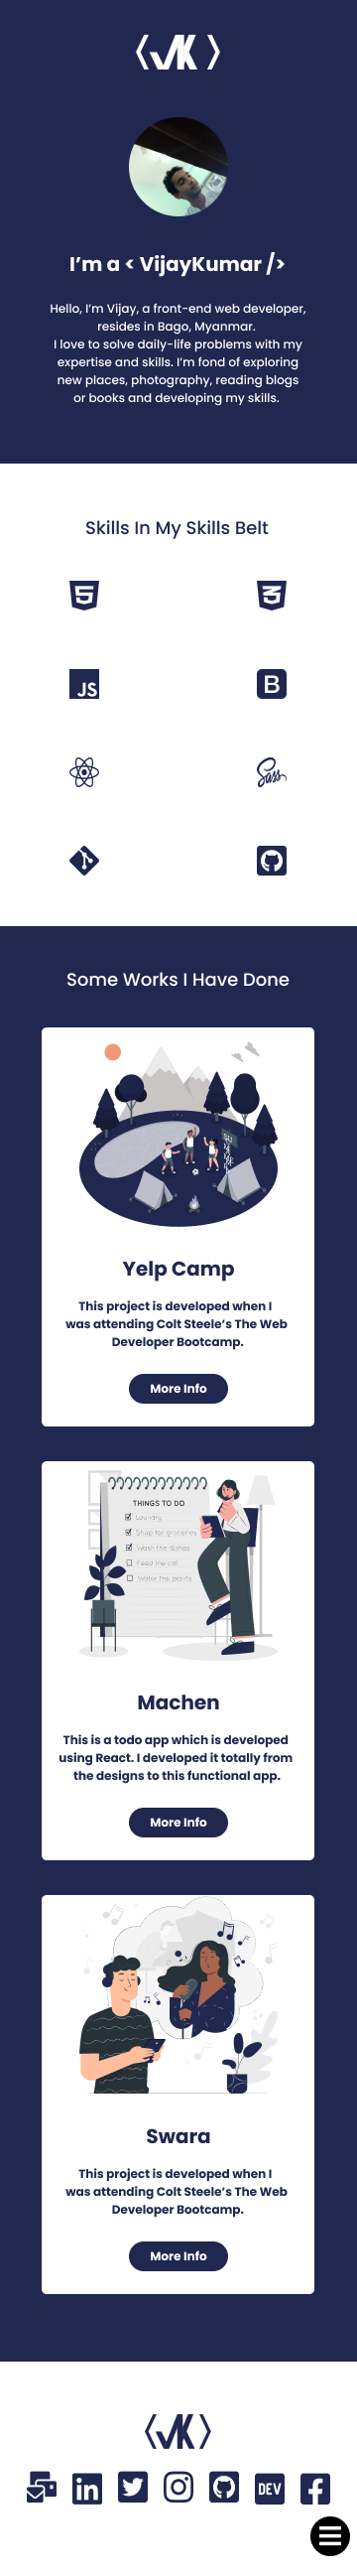 I’m a < VijayKumar />
Hello, I’m Vijay, a front-end web developer,
resides in Bago, Myanmar.
I love to solve daily-life problems with my
expertise and skills. I’m fond of exploring
new places, photography, reading blogs
or books and developing my skills.
Skills In My Skills Belt
5
3
JS
B
Sass
Some Works I Have Done
Yelp Camp
This project is developed when I
was attending Colt Steele’s The Web
Developer Bootcamp.
More Info
THINGS TO DO
Laundry
Shop for groceries
Wash the dishes
Feed the cat
Water the plants
Machen
This is a todo app which is developed
using React. I developed it totally from
the designs to this functional app.
More Info
Swara
This project is developed when I
was attending Colt Steele’s The Web
Developer Bootcamp.
More Info
in
DEV
f